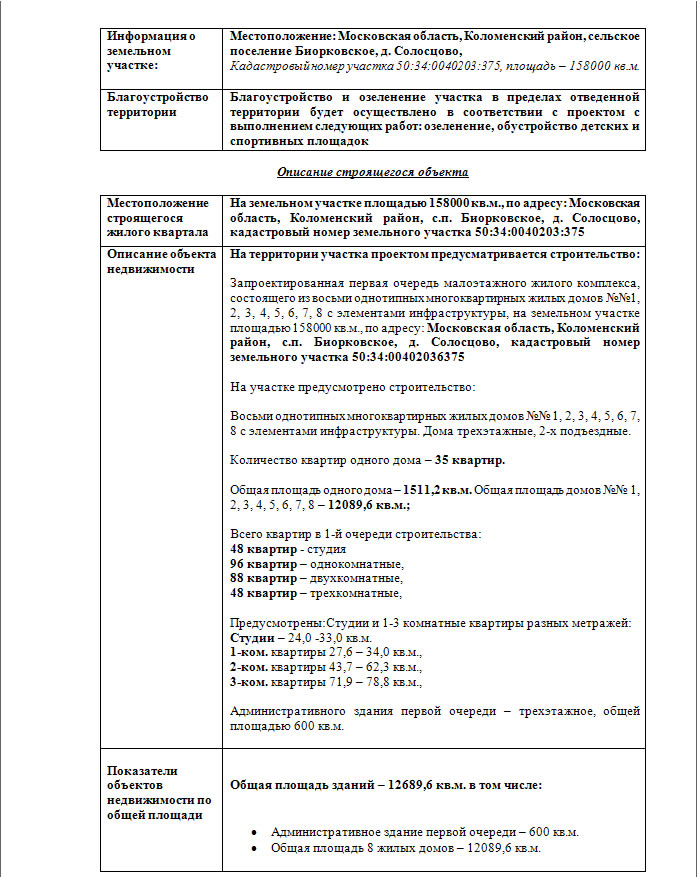 Информация о
земельном
участке:
Местоположение: Московская область, Коломенский район, сельское
поселение Биорковское, д. Солосцово,
Кадастровый номер участка 50:34:0040203:375, площадь – 158000 кв.м.
Благоустройство
территории
Благоустройство и озеленение участка в пределах отведенной
территории будет осуществлено в соответствии с проектом с
выполнением следующих работ: озеленение, обустройство детских и
спортивных площадок
Описание строящегося объекта
Местоположение
строящегося
жилого квартала
На земельном участке площадью 158000 кв.м., по адресу: Московская
область, Коломенский район, с.п. Биорковское, д. Солосцово,
кадастровый номер земельного участка 50:34:0040203:375
Описание объекта
недвижимости
На территории участка проектом предусматривается строительство:
Запроектированная первая очередь малоэтажного жилого комплекса,
состоящего из восьми однотипных многоквартирных жилых домов №№1,
2, 3, 4, 5, 6, 7, 8 с элементами инфраструктуры, на земельном участке
площадью 158000 кв.м., по адресу: Московская область, Коломенский
район, с.п. Биорковское, д. Солосцово, кадастровый номер
земельного участка 50:34:00402036375
На участке предусмотрено строительство:
Восьми однотипных многоквартирных жилых домов №№ 1, 2, 3, 4, 5, 6, 7,
8 с элементами инфраструктуры. Дома трехэтажные, 2-х подъездные.
Количество квартир одного дома – 35 квартир.
Общая площадь одного дома – 1511,2 кв.м. Общая площадь домов №№ 1,
2, 3, 4, 5, 6, 7, 8 – 12089,6 кв.м.;
Всего квартир в 1-й очереди строительства:
48 квартир - студия
96 квартир – однокомнатные,
88 квартир – двухкомнатные,
48 квартир – трехкомнатные,
Предусмотрены:Студии и 1-3 комнатные квартиры разных метражей:
Студии – 24,0 -33,0 кв.м.
1-ком. квартиры 27,6 – 34,0 кв.м.,
2-ком. квартиры 43,7 – 62,3 кв.м.,
3-ком. квартиры 71,9 – 78,8 кв.м.,
Административного здания первой очереди – трехэтажное, общей
площадью 600 кв.м.
Показатели
объектов
недвижимости по
общей площади
Общая площадь зданий – 12689,6 кв.м. в том числе:
• Административное здание первой очереди – 600 кв.м.
• Общая площадь 8 жилых домов – 12089,6 кв.м.